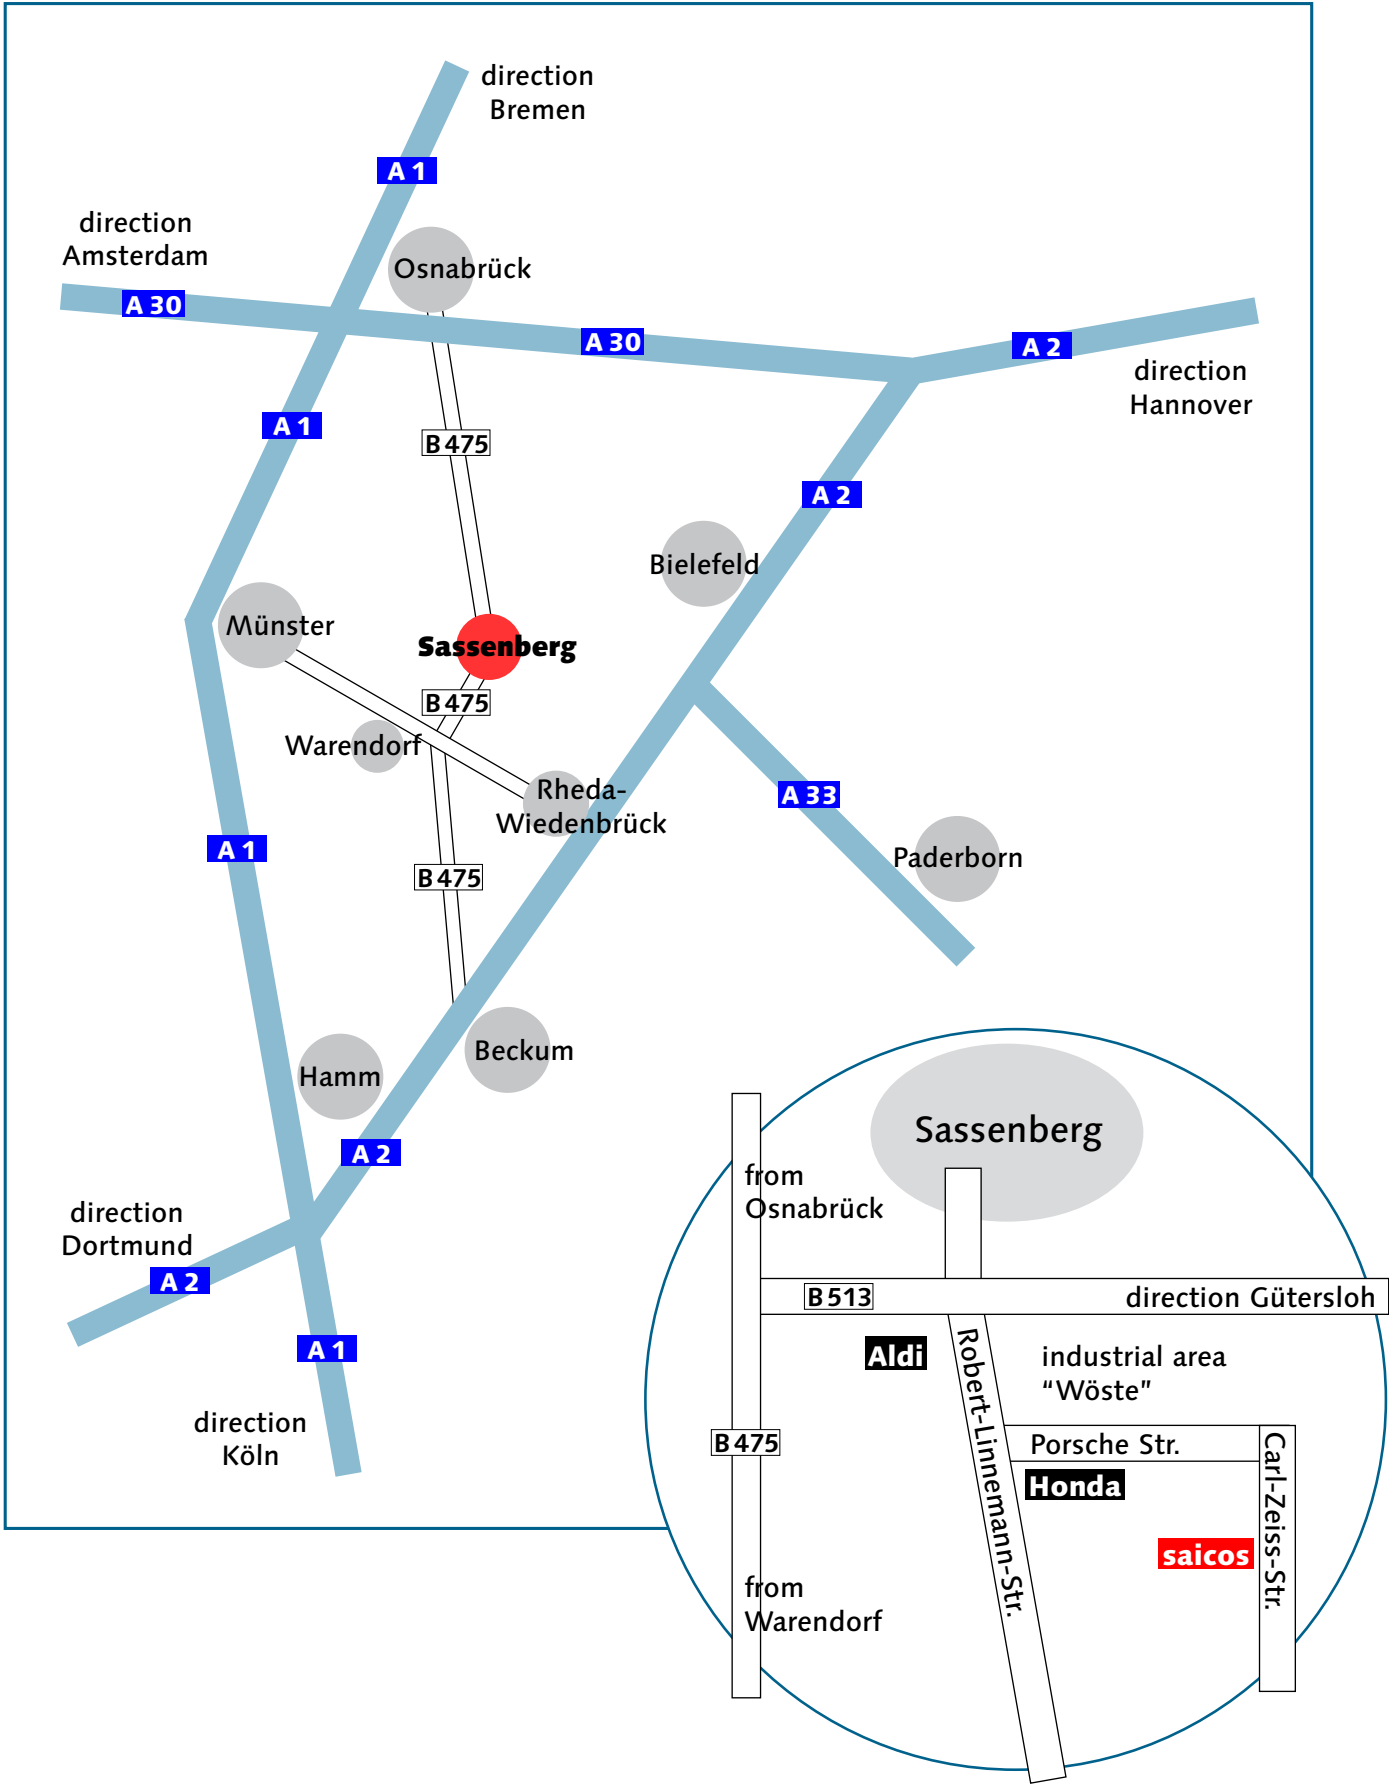 direction
Bremen
A 1
direction
Amsterdam
Osnabrück
A 30
A 30
A 2
direction
Hannover
A 1
B 475
A 2
Bielefeld
Münster
Sassenberg
B 475
Warendorf
Rheda-
Wiedenbrück
A 33
A 1
B 475
Paderborn
Beckum
Hamm
A 2
direction
Dortmund
A 2
A 1
direction
Köln
Sassenberg
from
Osnabrück
B 513
direction Gütersloh
Aldi
Robert-Linnemann-Str.
industrial area
“Wöste”
B 475
Porsche Str.
Carl-Zeiss-Str.
Honda
saicos
from
Warendorf